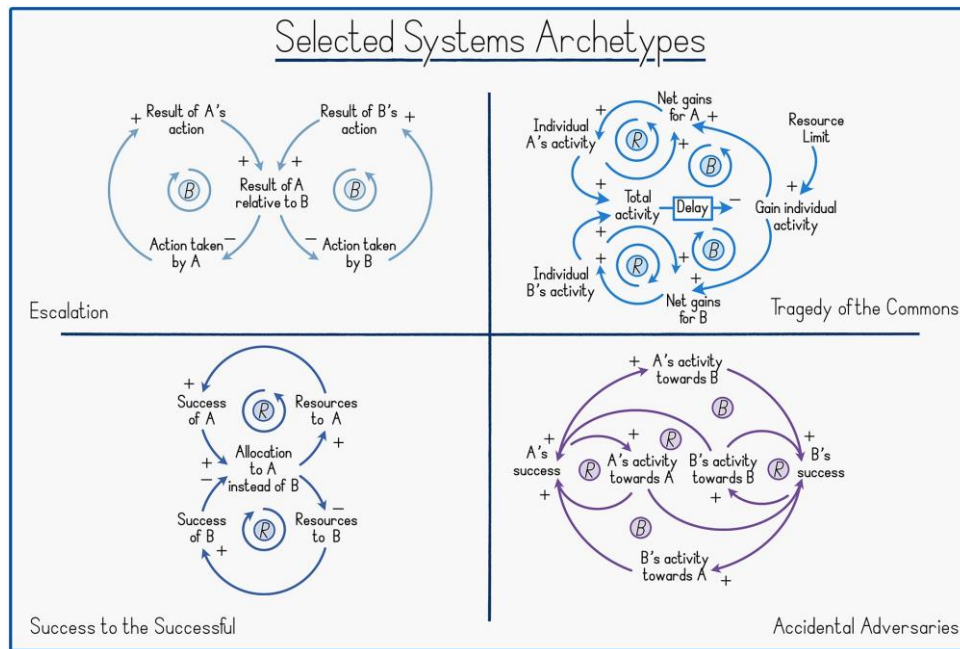 Selected Systems Archetypes
+
Result of A's
action
Result of B's
action
+
B
+
+
B
Result of A
relative to B
−
−
Action taken
by A
Action taken
by B
Escalation
+
Net gains
for A
+
Individual
A's activity
R
+
B
Resource
Limit
+
+
Total
activity
Delay
−
Gain individual
activity
+
+
+
R
+
B
+
Individual
B's activity
Net gains
for B
Tragedy of the Commons
+
Success
of A
R
Resources
to A
+
+
Allocation
to A
instead of B
−
−
Success
of B
R
Resources
to B
+
Success to the Successful
+
A's activity
towards B
B
+
A's
success
+
R
+
B's
success
R
A's activity
towards A
B's activity
towards B
R
+
+
B
B's activity
towards A
+
Accidental Adversaries